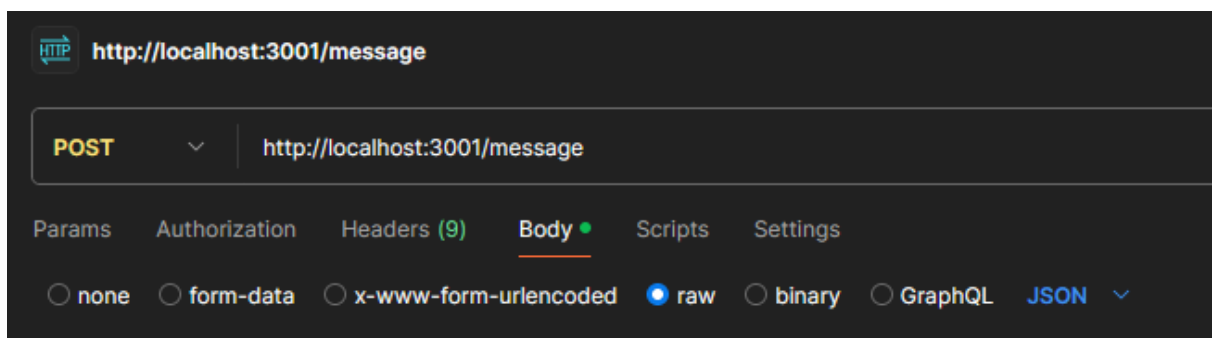 HTTP http://localhost:3001/message
POST http://localhost:3001/message
Params Authorization Headers (9) Body Scripts Settings
none form-data x-www-form-urlencoded raw binary GraphQL JSON